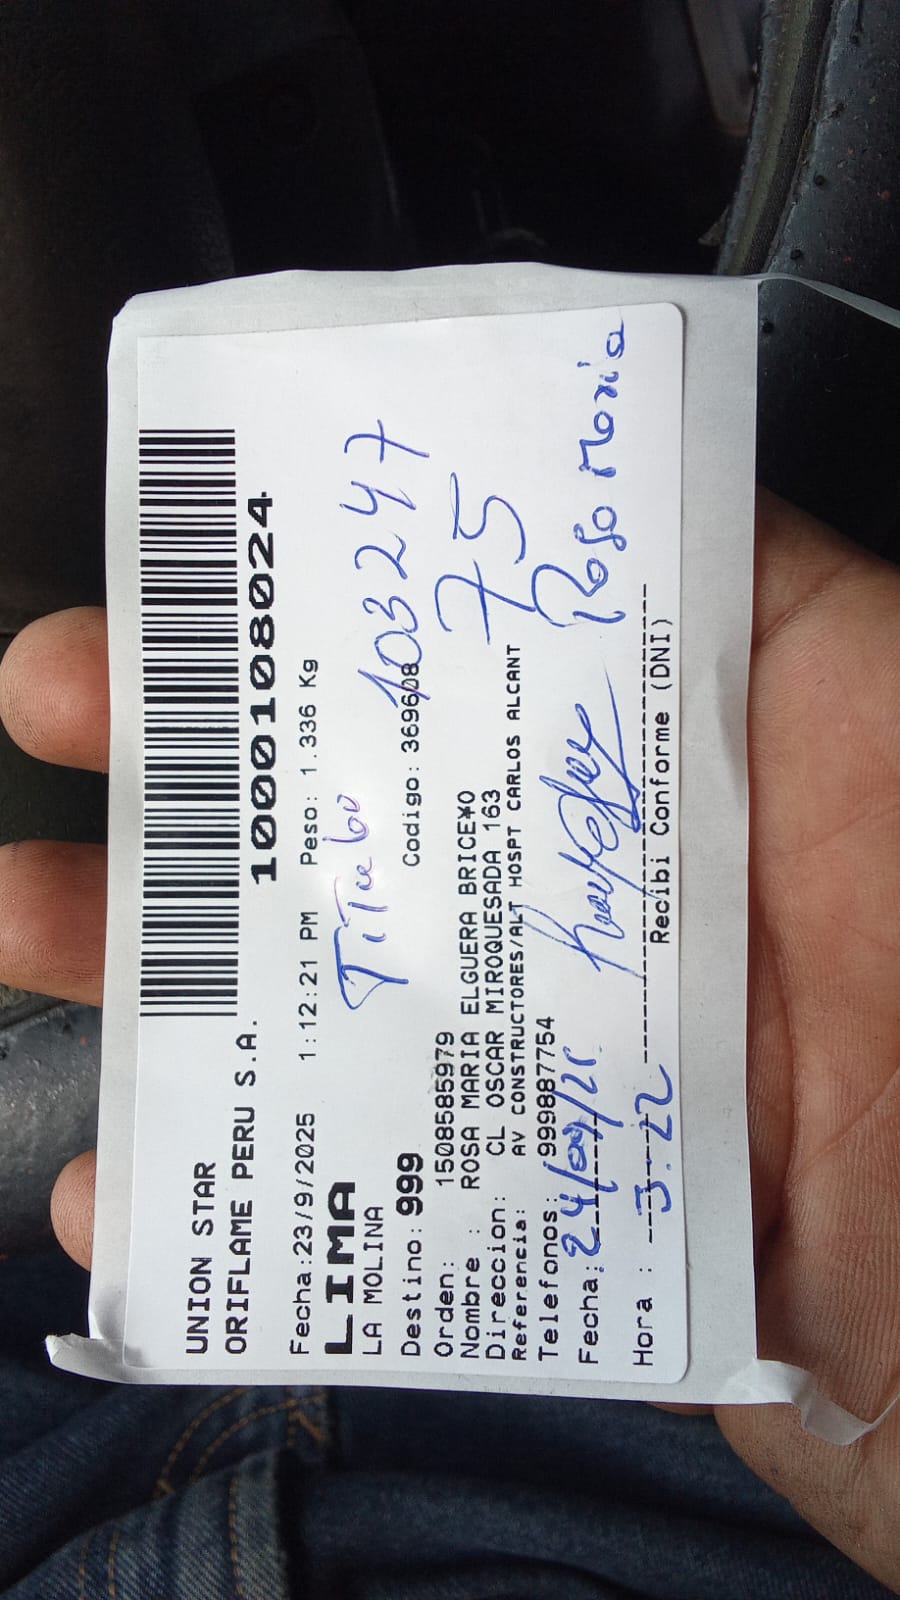 UNION STAR
ORIFLAME PERU S.A.
1000108024
Fecha:23/9/2025 1:12:21 PM Peso: 1.336 Kg
LIMA
LA MOLINA
Titular
Destino: 999 Codigo: 369608
103247
75
Orden: 1508585979
Nombre : ROSA MARIA ELGUERA BRICE¥O
Direccion: CL OSCAR MIROQUESADA 163
Referencia: AV CONSTRUCTORES/ALT HOSPT CARLOS ALCANT
Telefonos: 999887754
Fecha: 24/09/25 Rosa Maria
Hora : 3:22
Recibi Conforme (DNI)